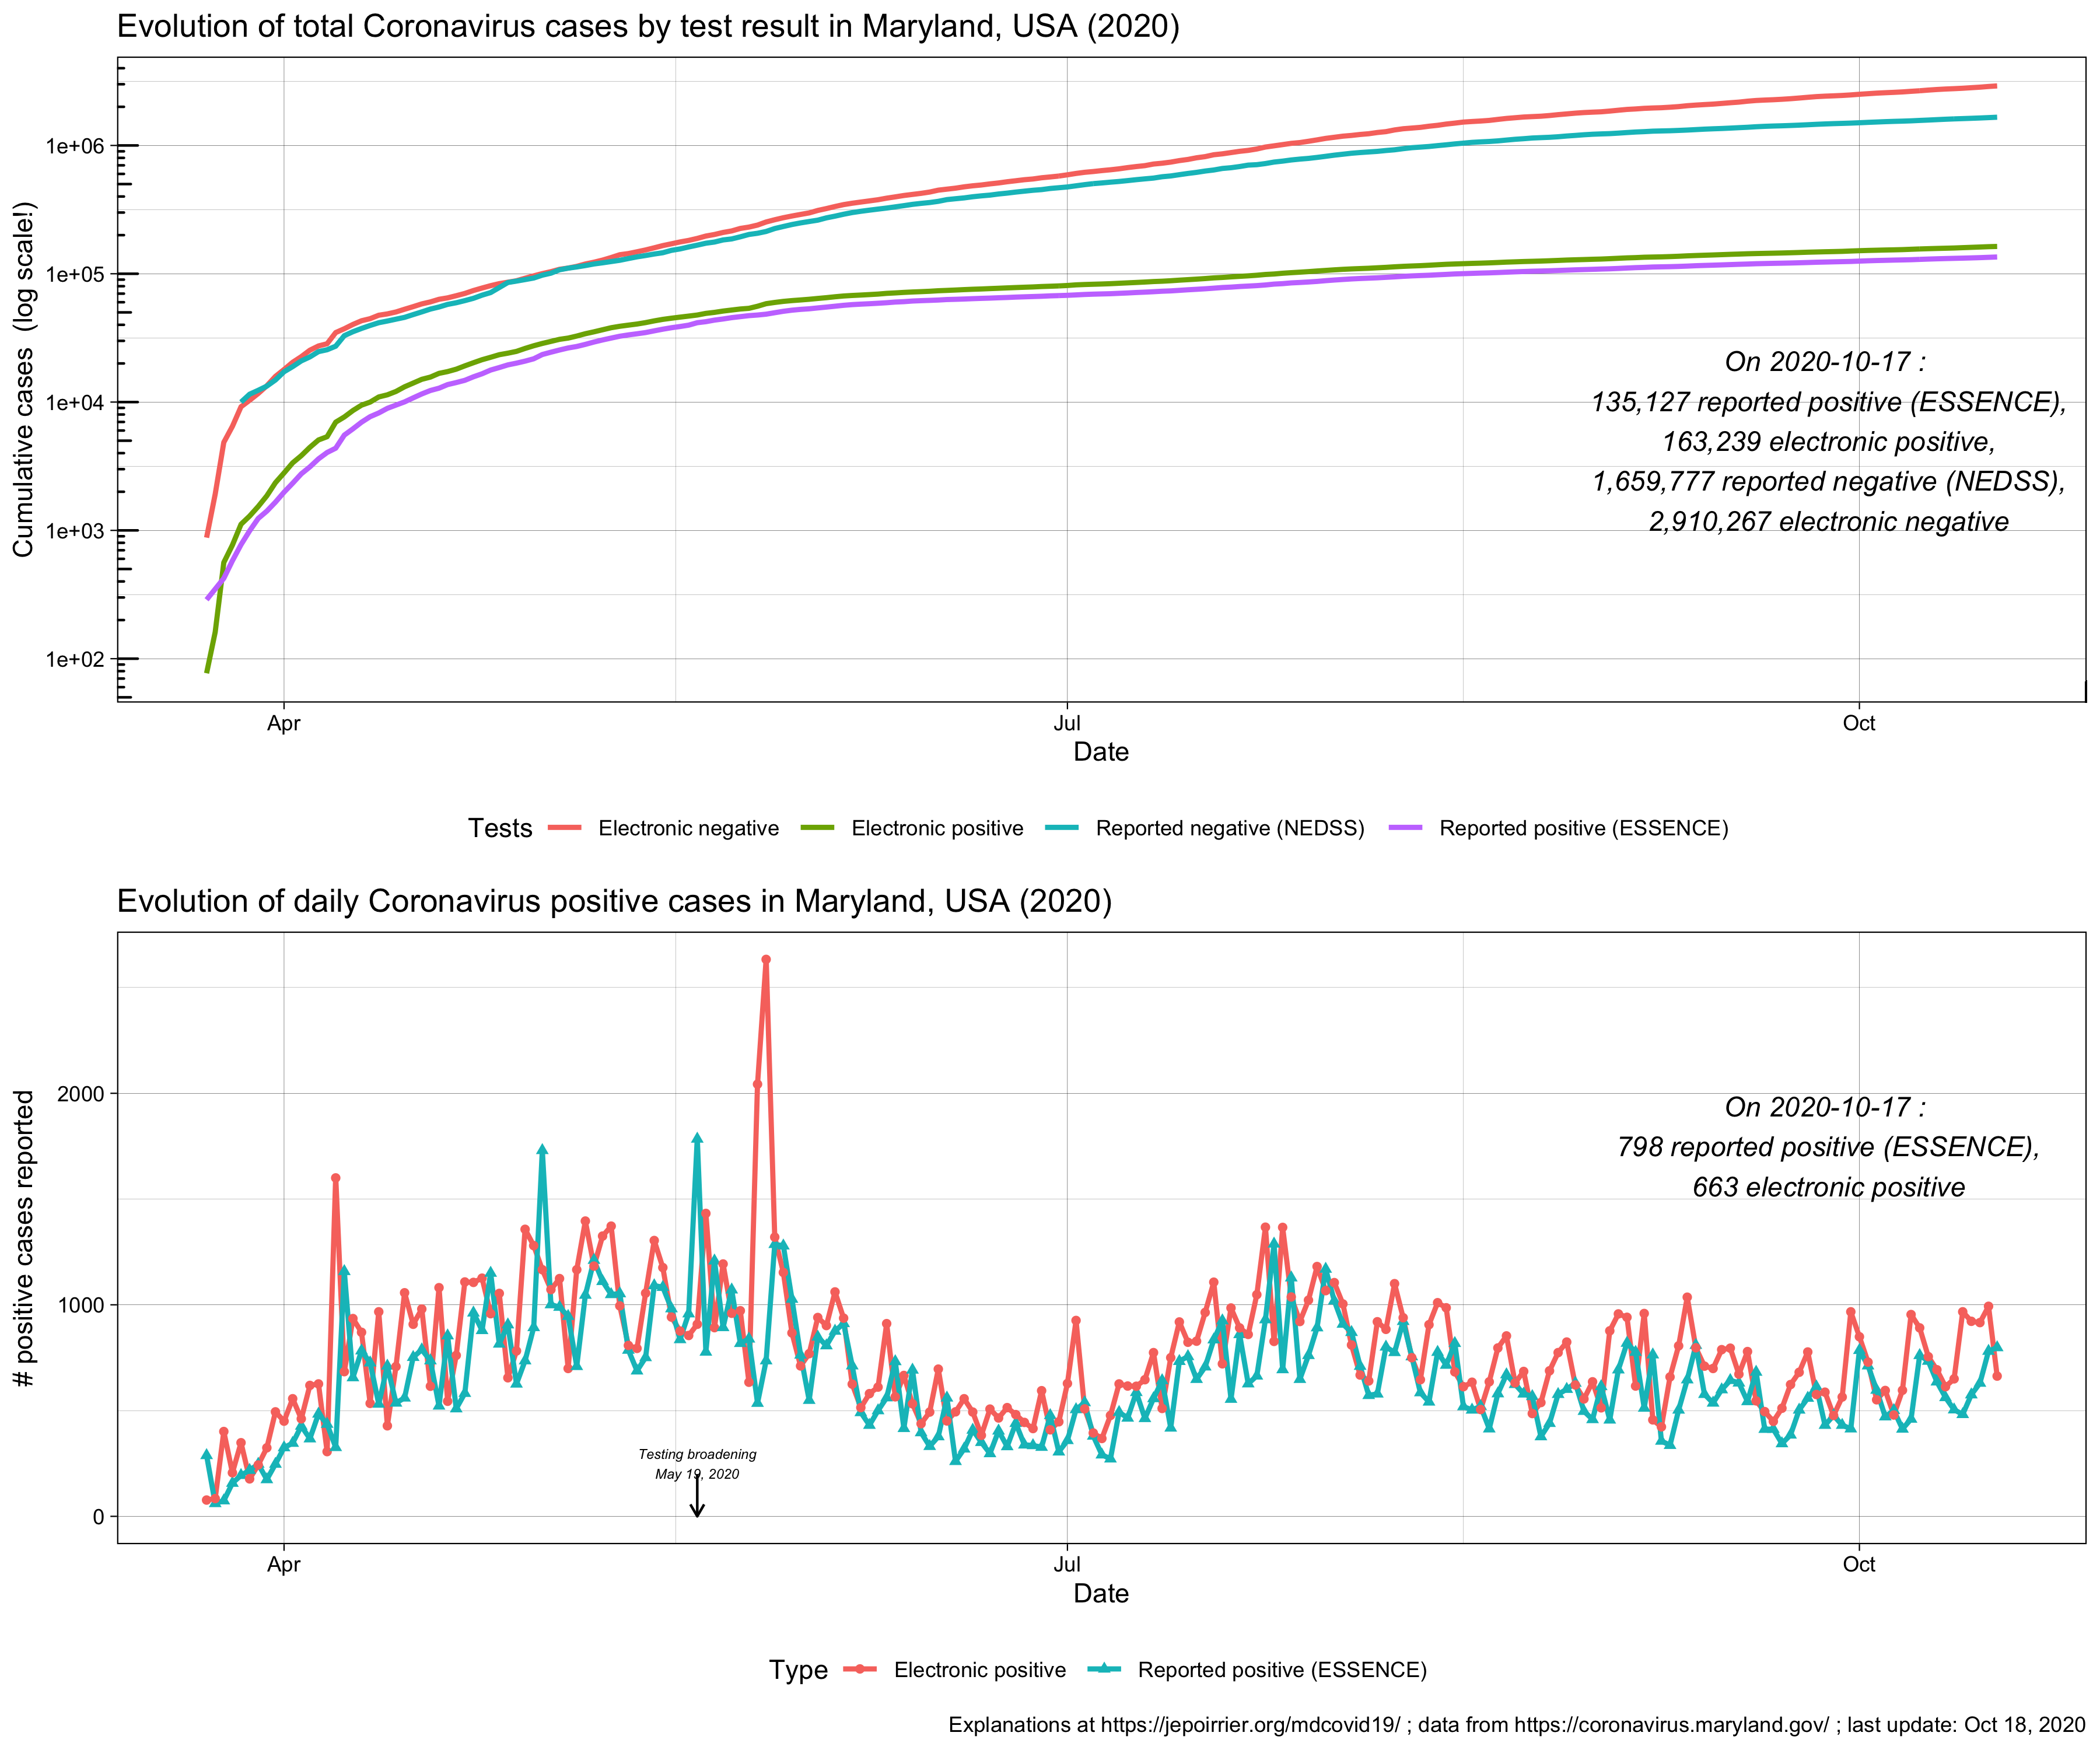 Evolution of total Coronavirus cases by test result in Maryland, USA (2020)
Cumulative cases  (log scale!)
1e+06
1e+05
1e+04
1e+03
1e+02
On 2020-10-17 :
135,127 reported positive (ESSENCE),
163,239 electronic positive,
1,659,777 reported negative (NEDSS),
2,910,267 electronic negative
Apr
Jul
Oct
Date
Tests
Electronic negative
Electronic positive
Reported negative (NEDSS)
Reported positive (ESSENCE)
Evolution of daily Coronavirus positive cases in Maryland, USA (2020)
# positive cases reported
2000
1000
0
On 2020-10-17 :
798 reported positive (ESSENCE),
663 electronic positive
Testing broadening
May 19, 2020
Apr
Jul
Oct
Date
Type
Electronic positive
Reported positive (ESSENCE)
Explanations at https://jepoirrier.org/mdcovid19/ ; data from https://coronavirus.maryland.gov/ ; last update: Oct 18, 2020